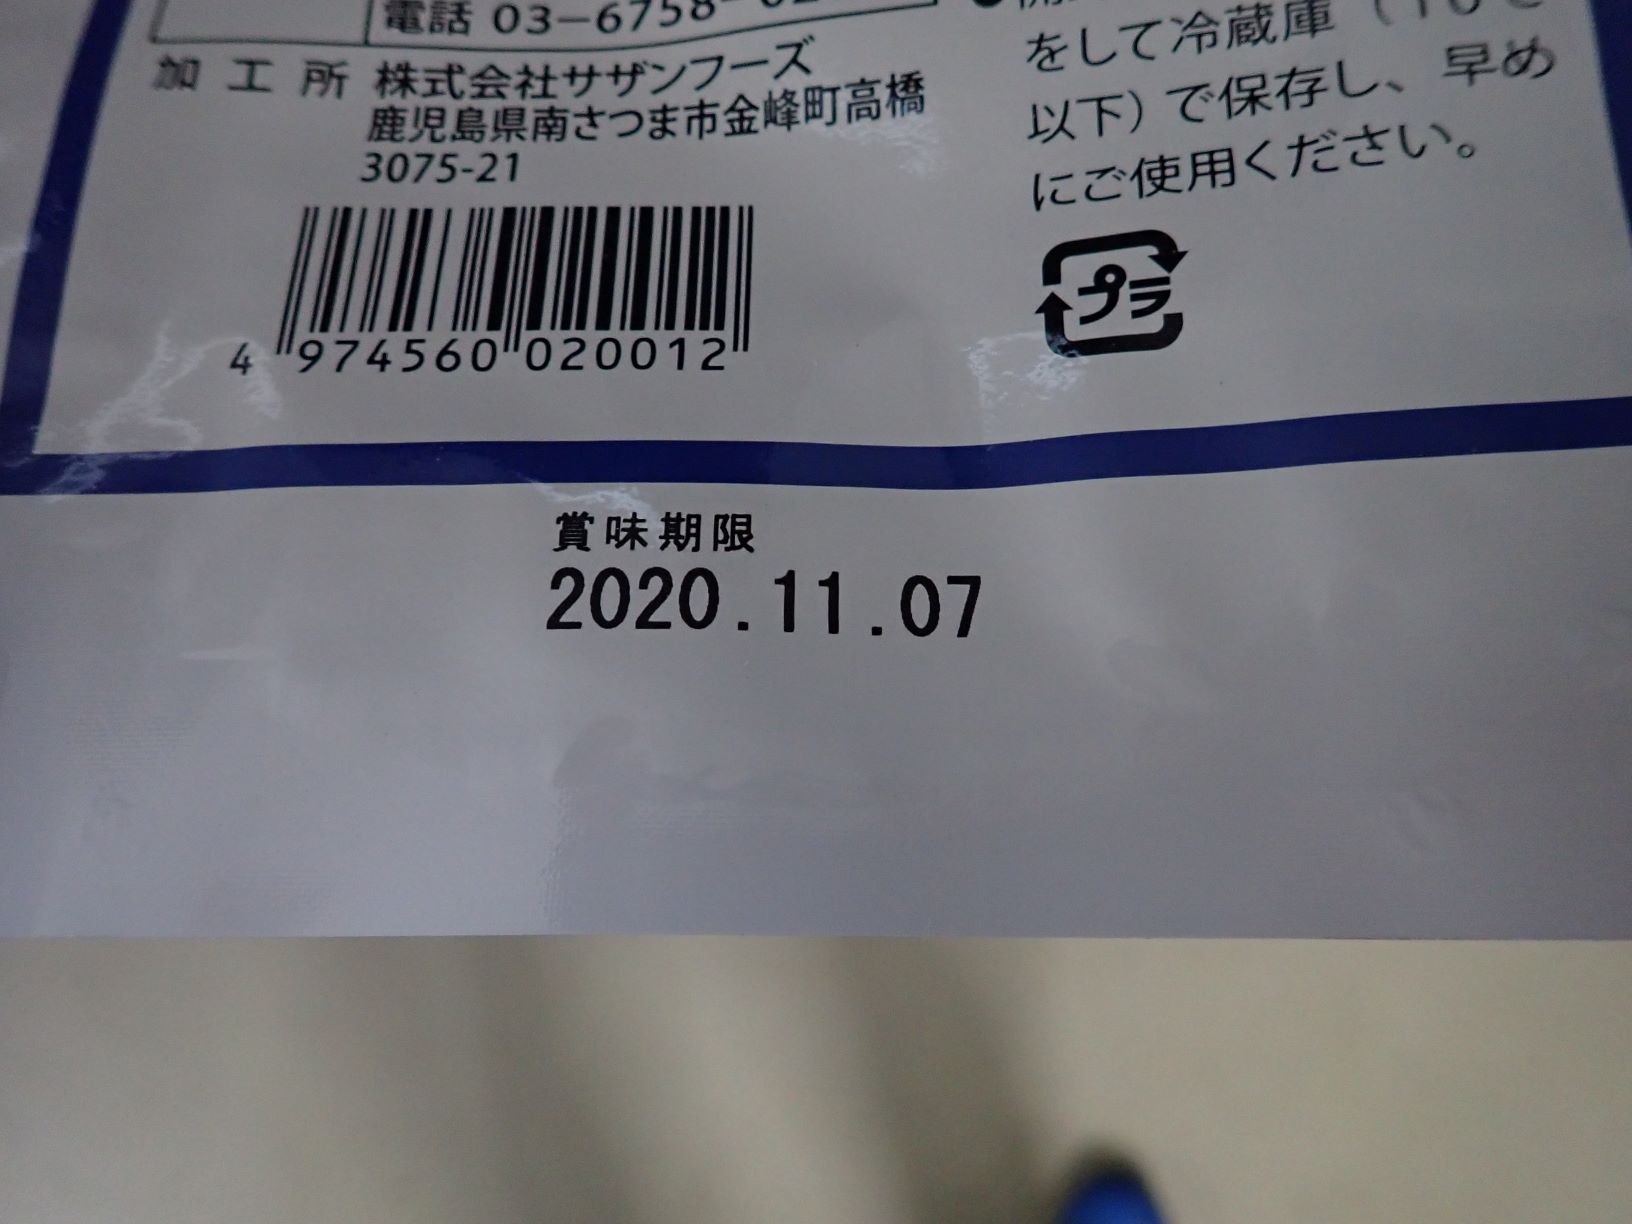 電話 03-6758-
加工所 株式会社サザンフーズ
鹿児島県南さつま市金峰町高橋
3075-21
4 974560 020012
をして冷蔵庫（10℃
以下）で保存し、早め
にご使用ください。
プラ
賞味期限
2020.11.07